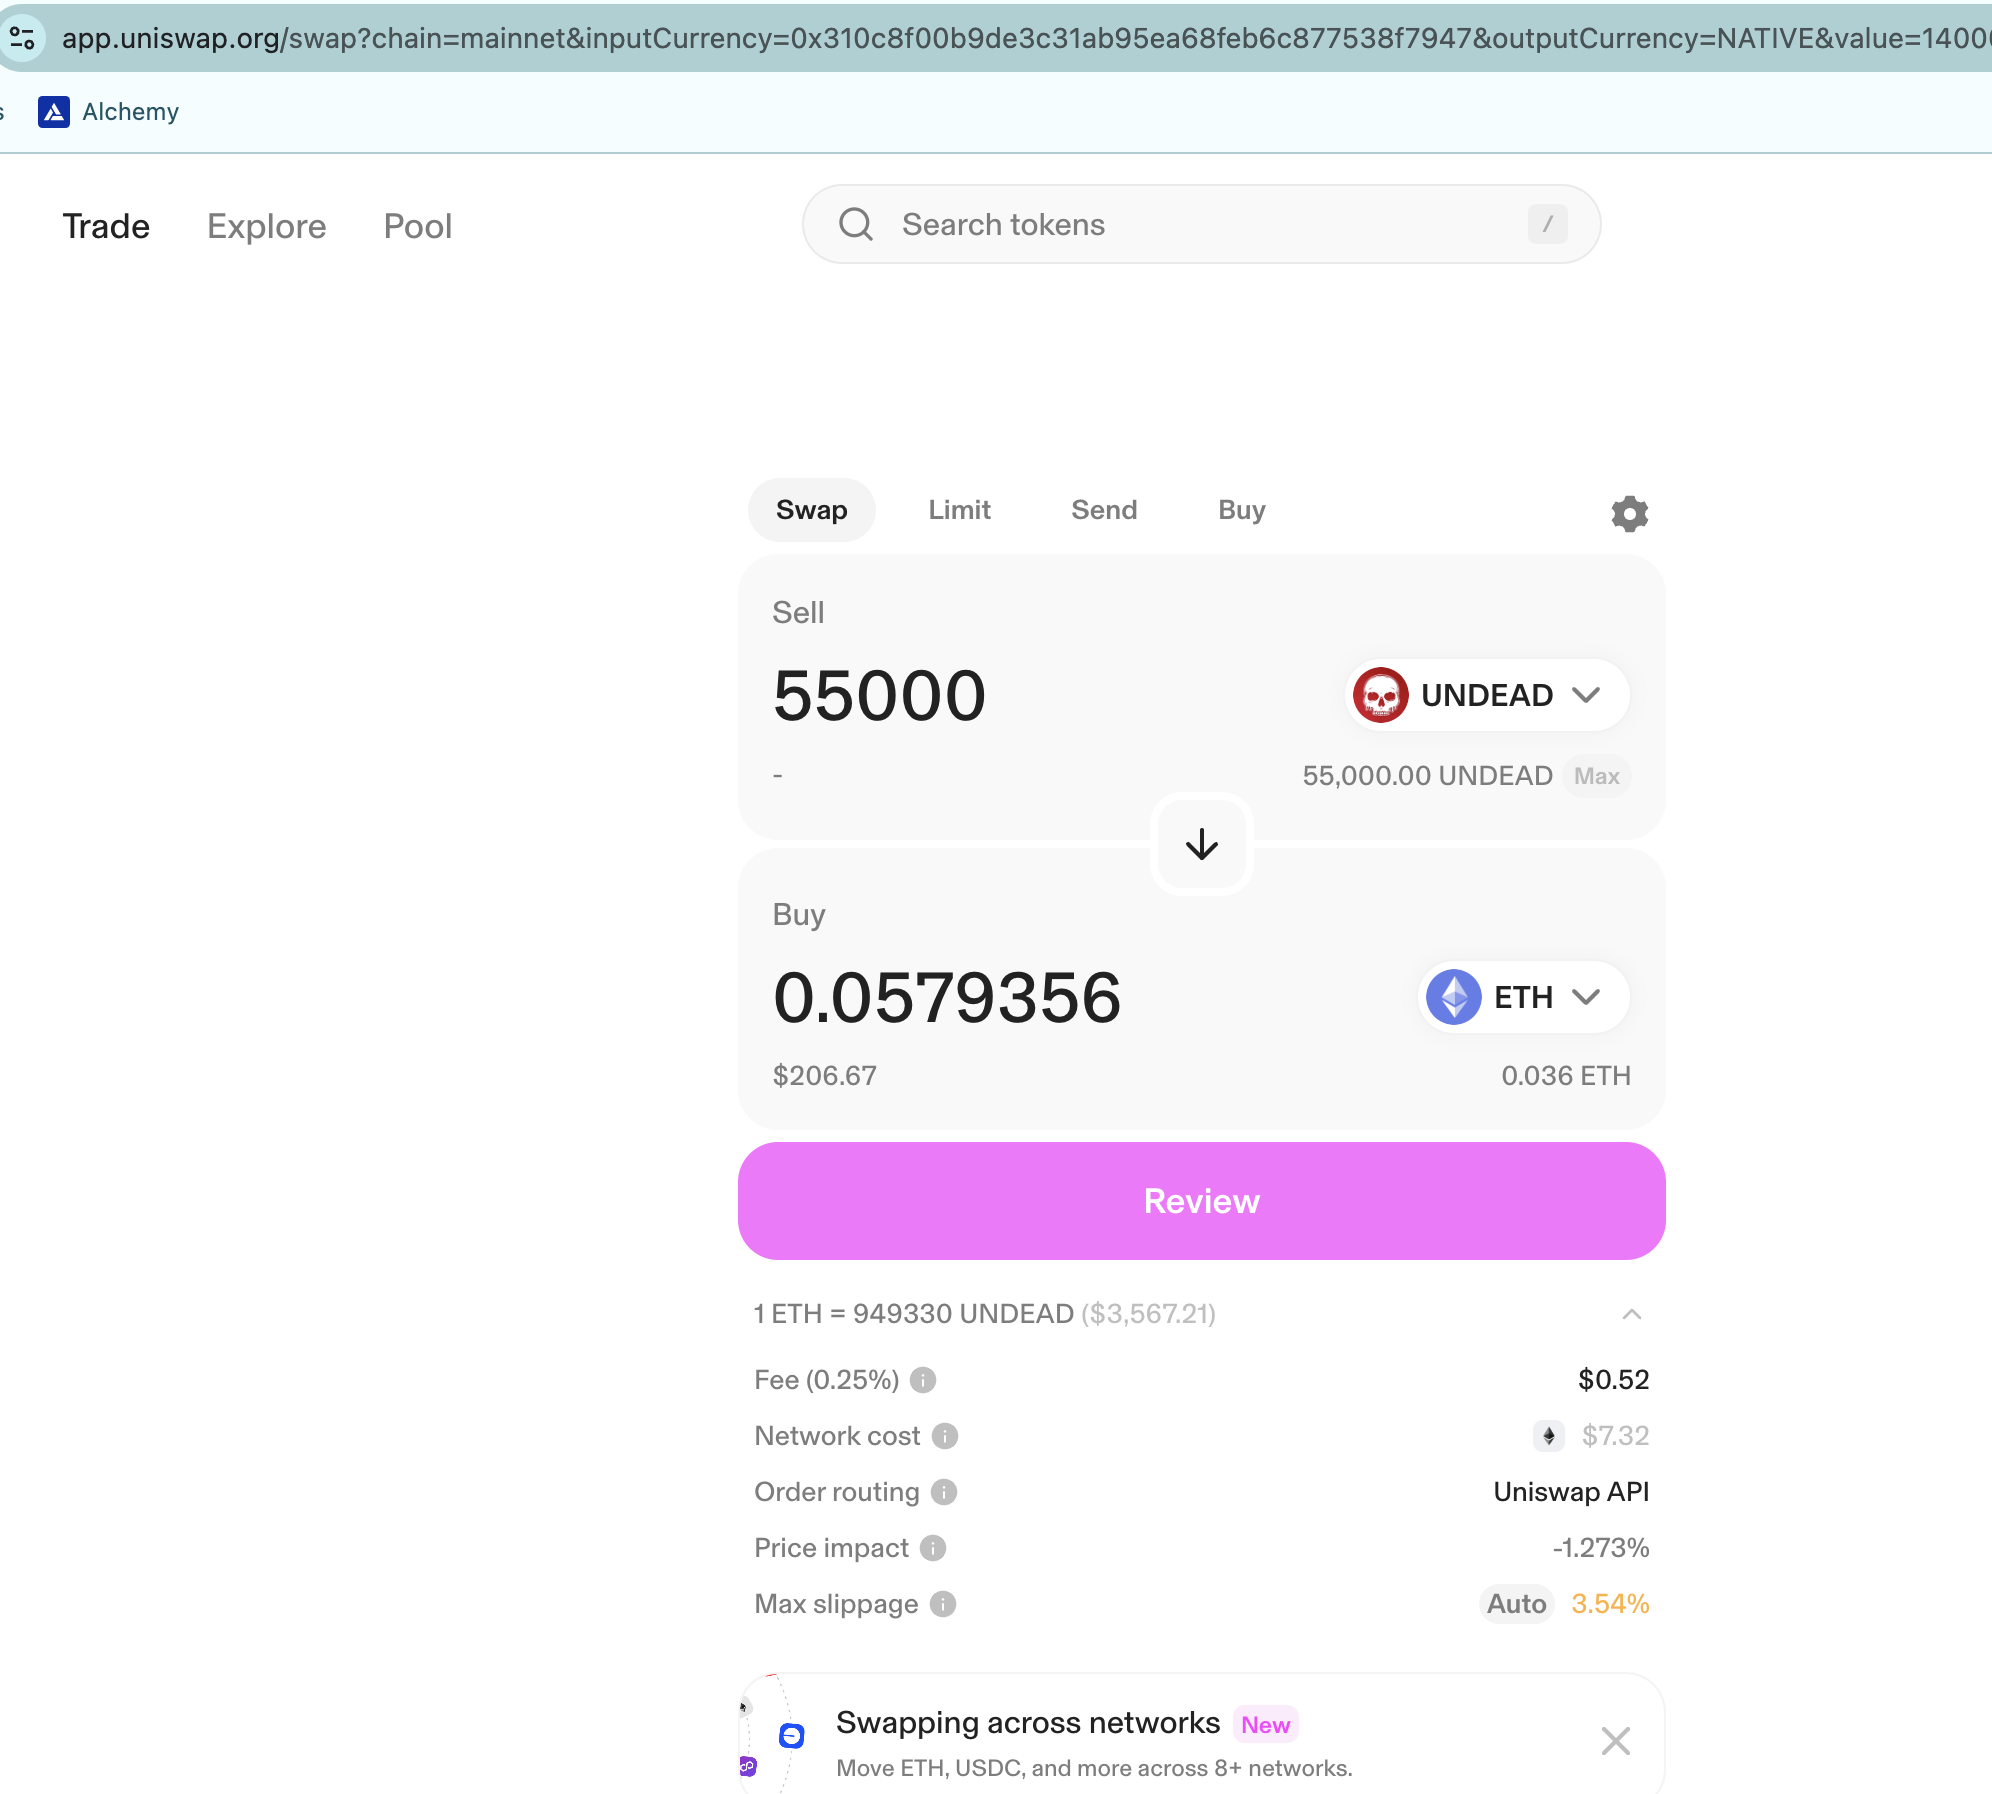 app.uniswap.org/swap?chain=mainnet&inputCurrency=0x310c8f00b9de3c31ab95ea68feb6c877538f7947&outputCurrency=NATIVE&value=1400
Alchemy
Trade Explore Pool
Search tokens /
Swap Limit Send Buy
Sell
55000 UNDEAD
- 55,000.00 UNDEAD Max
Buy
0.0579356 ETH
$206.67 0.036 ETH
Review
1 ETH = 949330 UNDEAD ($3,567.21)
Fee (0.25%) $0.52
Network cost $7.32
Order routing Uniswap API
Price impact -1.273%
Max slippage Auto 3.54%
Swapping across networks New
Move ETH, USDC, and more across 8+ networks.